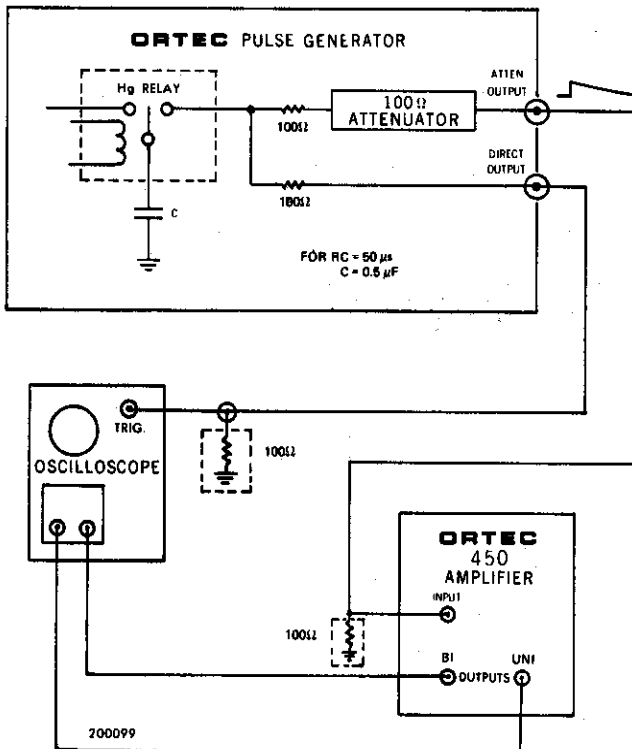 ORTEC PULSE GENERATOR
Hg RELAY
ATTEN
OUTPUT
100Ω
ATTENUATOR
100Ω
DIRECT
OUTPUT
180Ω
C
FOR RC = 50 μs
C = 0.5 μF
TRIG.
OSCILLOSCOPE
100Ω
ORTEC
450
AMPLIFIER
INPUT
100Ω
BI OUTPUTS UNI
200099